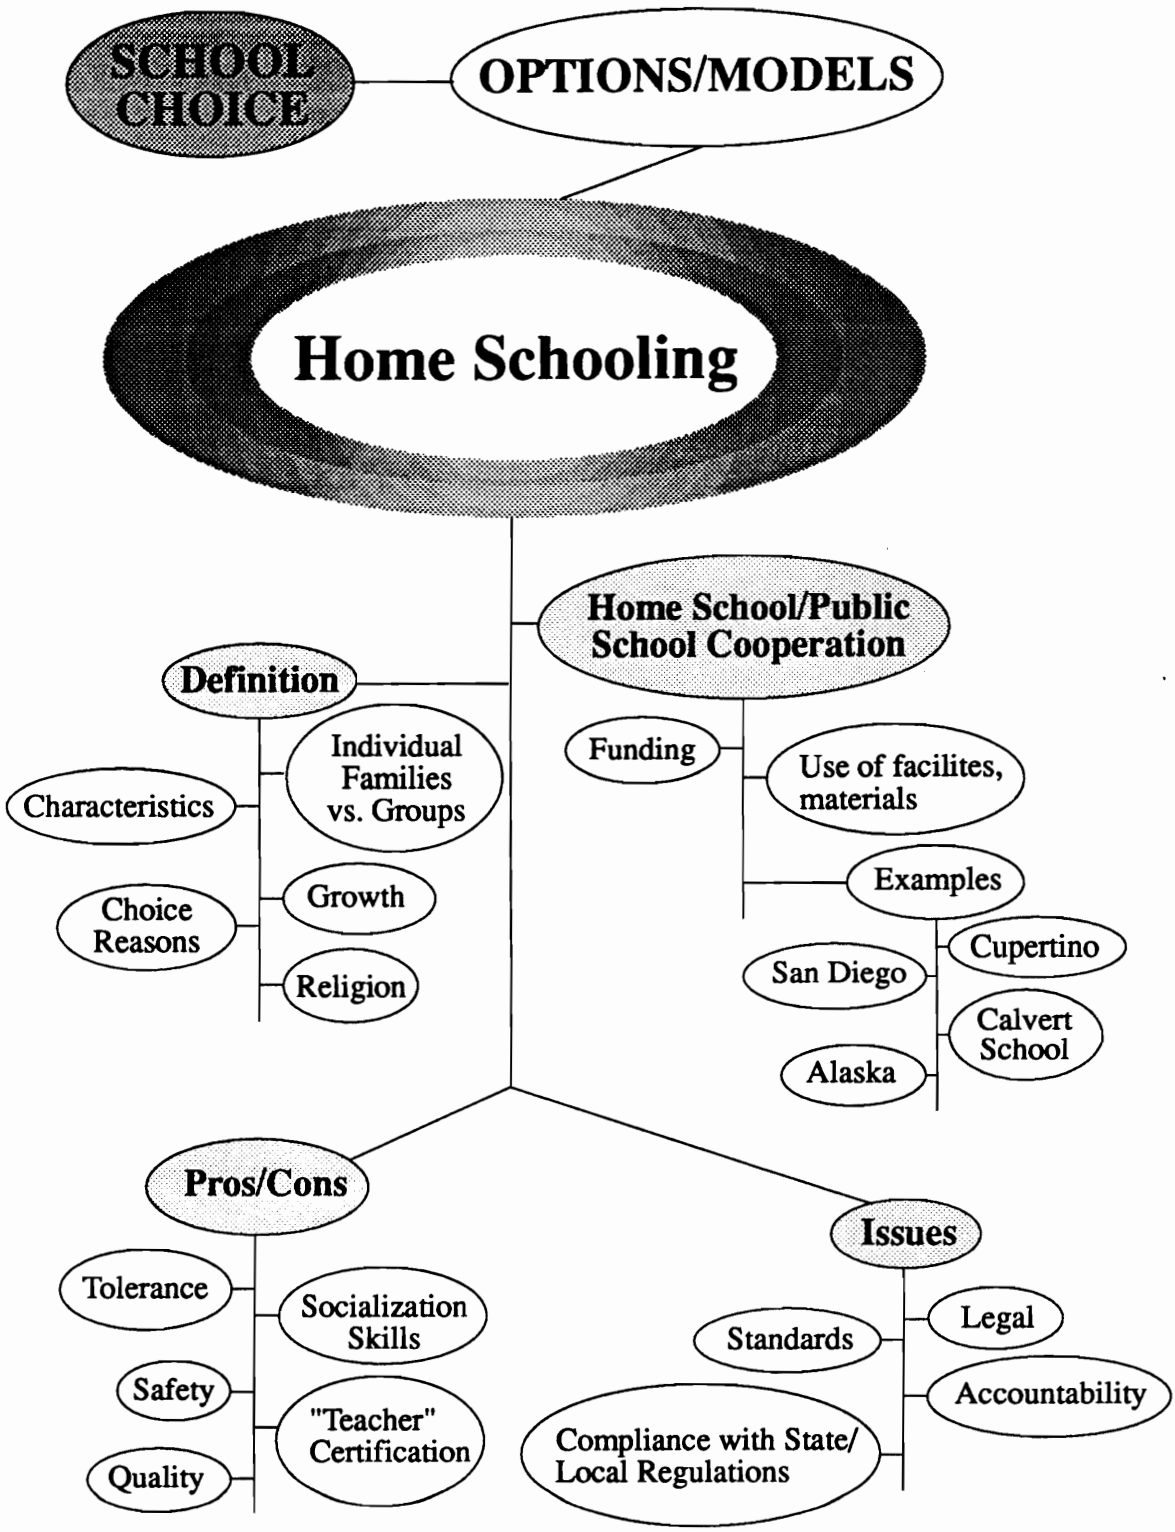 SCHOOL
CHOICE
OPTIONS/MODELS
Home Schooling
Home School/Public
School Cooperation
Definition
Individual
Families
vs. Groups
Characteristics
Growth
Choice
Reasons
Religion
Funding
Use of facilites,
materials
Examples
Cupertino
San Diego
Calvert
School
Alaska
Pros/Cons
Tolerance
Socialization
Skills
Safety
"Teacher"
Certification
Quality
Issues
Legal
Standards
Accountability
Compliance with State/
Local Regulations